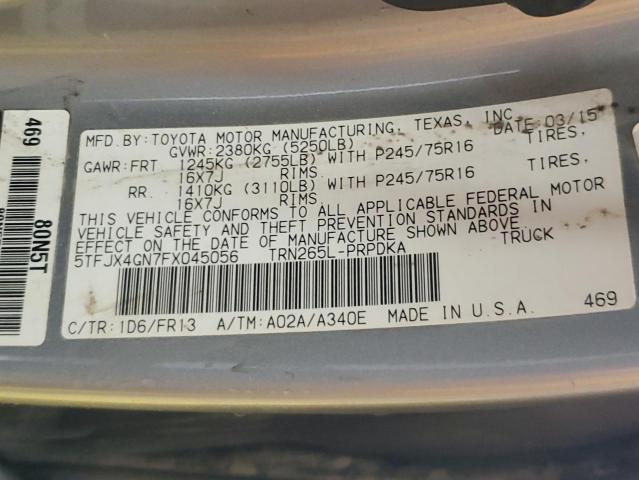 MFD. BY: TOYOTA MOTOR MANUFACTURING, TEXAS, INC. DATE: 03/15
GVWR: 2380KG (5250LB)
GAWR: FRT 1245KG (2755LB) WITH P245/75R16 TIRES,
16X7J RIMS.
RR. 1410KG (3110LB) WITH P245/75R16 TIRES,
16X7J RIMS.
THIS VEHICLE CONFORMS TO ALL APPLICABLE FEDERAL MOTOR
VEHICLE SAFETY AND THEFT PREVENTION STANDARDS IN
EFFECT ON THE DATE OF MANUFACTURE SHOWN ABOVE.
5TFJX4GN7FX045056 TRN265L-PRPDKA TRUCK
C/TR: 1D6/FR13 A/TM: A02A/A340E MADE IN U.S.A. 469
469
80N5T